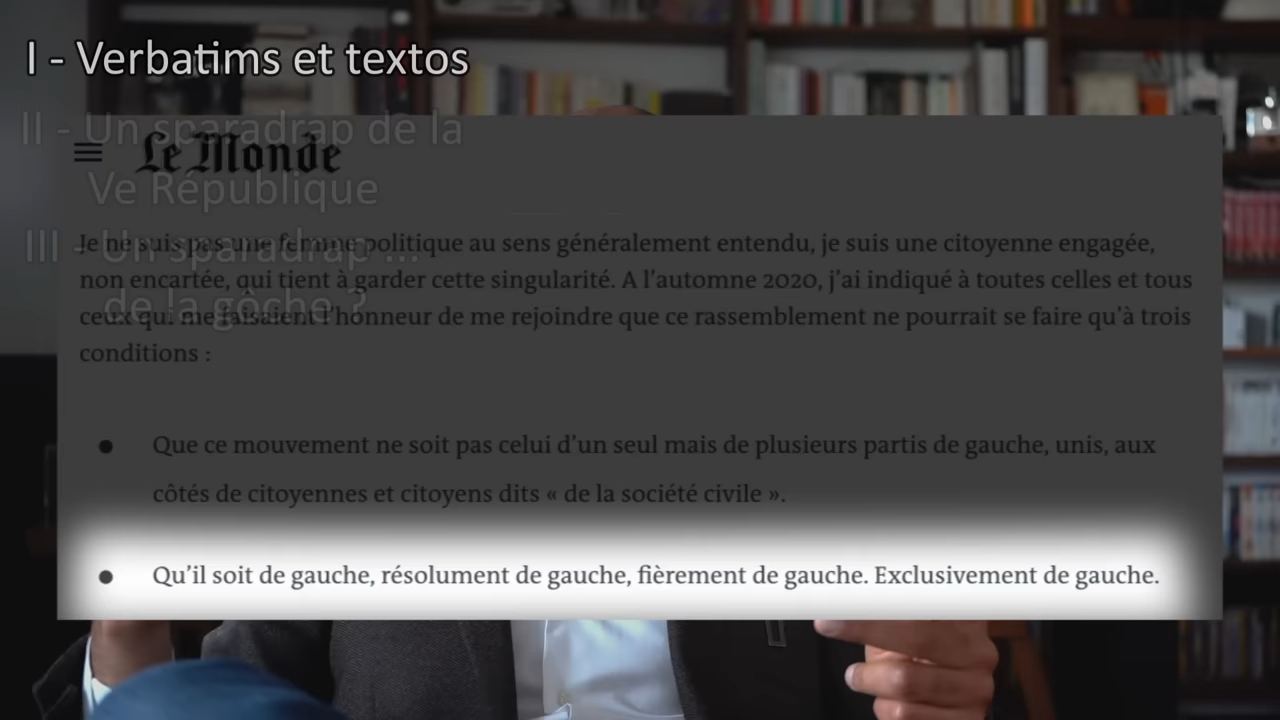 I - Verbatims et textos
II - Un sparadrap de la
Ve République
III - Un sparadrap ...
de la gôche ?
Le Monde
Je ne suis pas une femme politique au sens généralement entendu, je suis une citoyenne engagée,
non encartée, qui tient à garder cette singularité. A l’automne 2020, j’ai indiqué à toutes celles et tous
ceux qui me faisaient l’honneur de me rejoindre que ce rassemblement ne pourrait se faire qu’à trois
conditions :
● Que ce mouvement ne soit pas celui d’un seul mais de plusieurs partis de gauche, unis, aux
côtés de citoyennes et citoyens dits « de la société civile ».
● Qu’il soit de gauche, résolument de gauche, fièrement de gauche. Exclusivement de gauche.